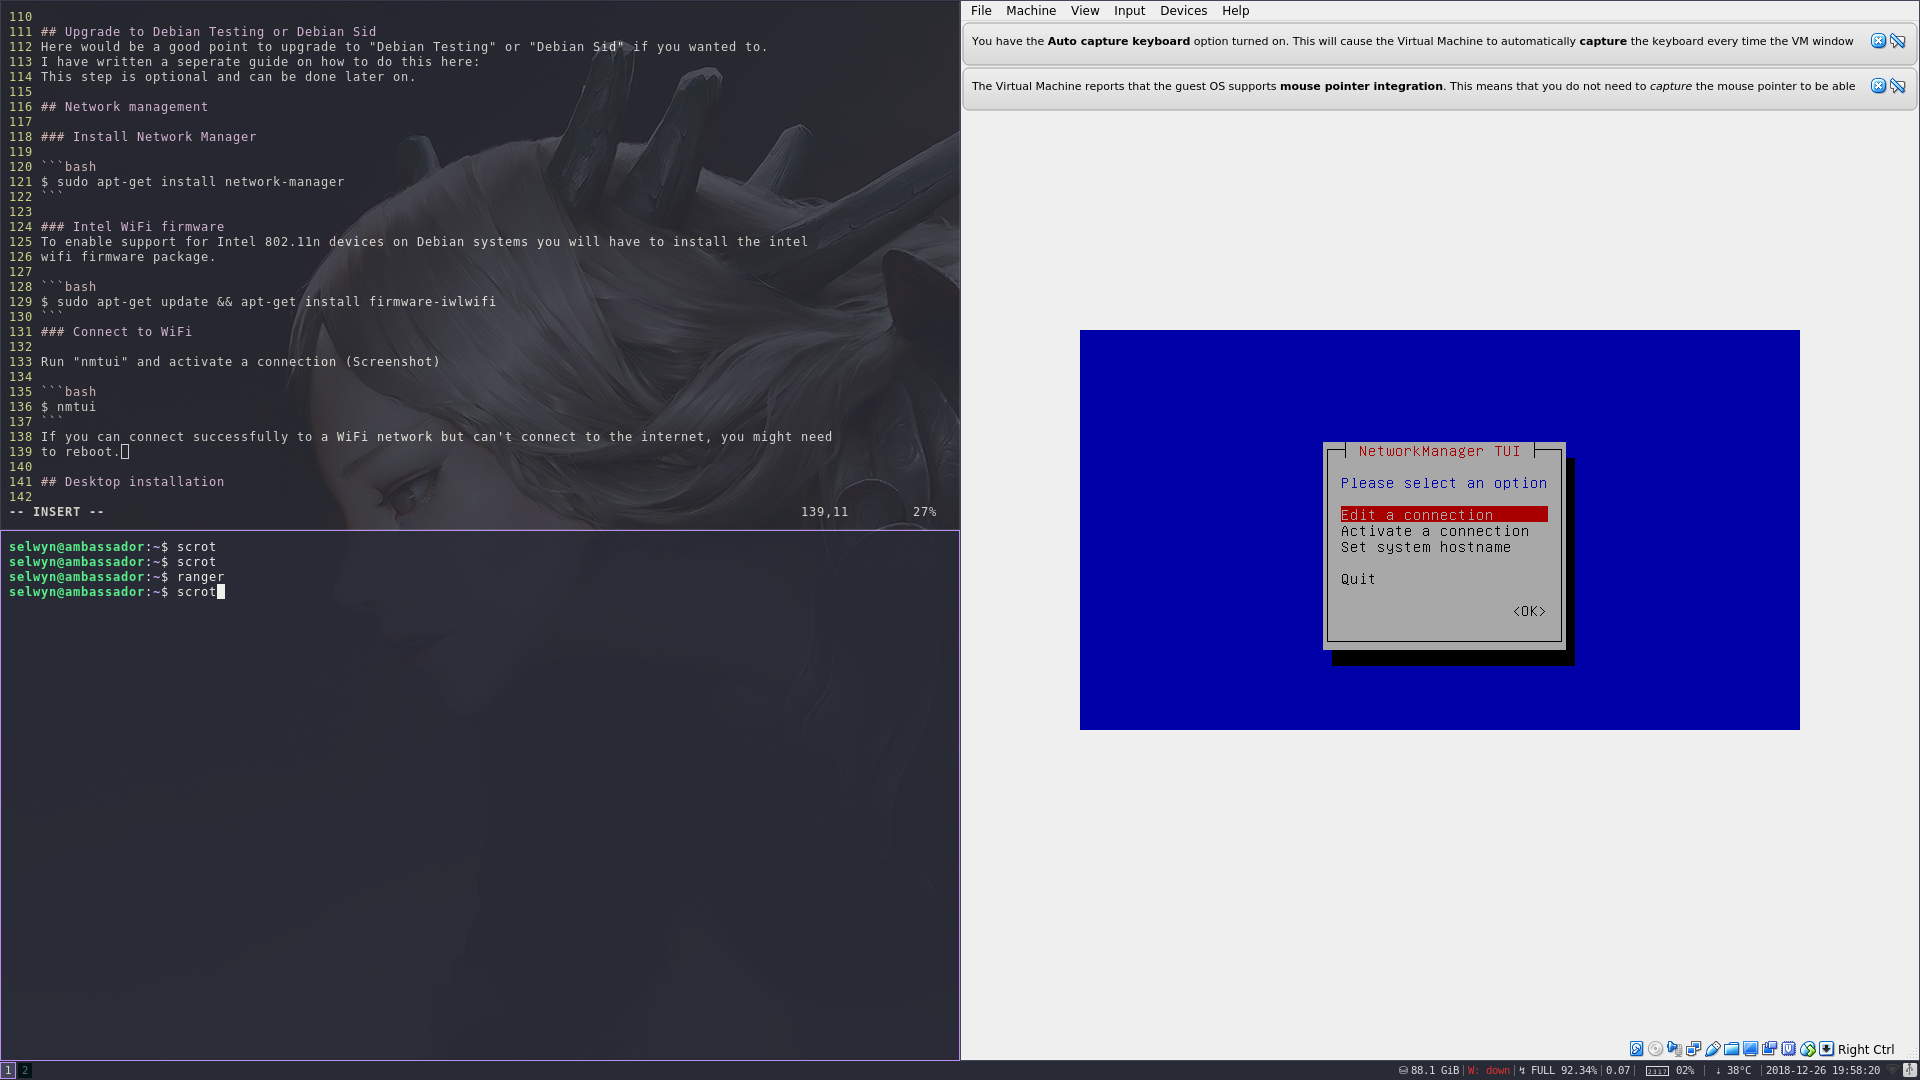 110
111 ## Upgrade to Debian Testing or Debian Sid
112 Here would be a good point to upgrade to "Debian Testing" or "Debian Sid" if you wanted to.
113 I have written a seperate guide on how to do this here:
114 This step is optional and can be done later on.
115
116 ## Network management
117
118 ### Install Network Manager
119
120 ```bash
121 $ sudo apt-get install network-manager
122 ```
123
124 ### Intel WiFi firmware
125 To enable support for Intel 802.11n devices on Debian systems you will have to install the intel
126 wifi firmware package.
127
128 ```bash
129 $ sudo apt-get update && apt-get install firmware-iwlwifi
130 ```
131 ### Connect to WiFi
132
133 Run "nmtui" and activate a connection (Screenshot)
134
135 ```bash
136 $ nmtui
137 ```
138 If you can connect successfully to a WiFi network but can't connect to the internet, you might need
139 to reboot.
140
141 ## Desktop installation
142
-- INSERT -- 139,11 27%
selwyn@ambassador:~$ scrot
selwyn@ambassador:~$ scrot
selwyn@ambassador:~$ ranger
selwyn@ambassador:~$ scrot
File Machine View Input Devices Help
You have the Auto capture keyboard option turned on. This will cause the Virtual Machine to automatically capture the keyboard every time the VM window
The Virtual Machine reports that the guest OS supports mouse pointer integration. This means that you do not need to capture the mouse pointer to be able
NetworkManager TUI
Please select an option
Edit a connection
Activate a connection
Set system hostname
Quit
<OK>
Right Ctrl
1 2 88.1 GiB W: down FULL 92.34% 0.07 02% 38°C 2018-12-26 19:58:20